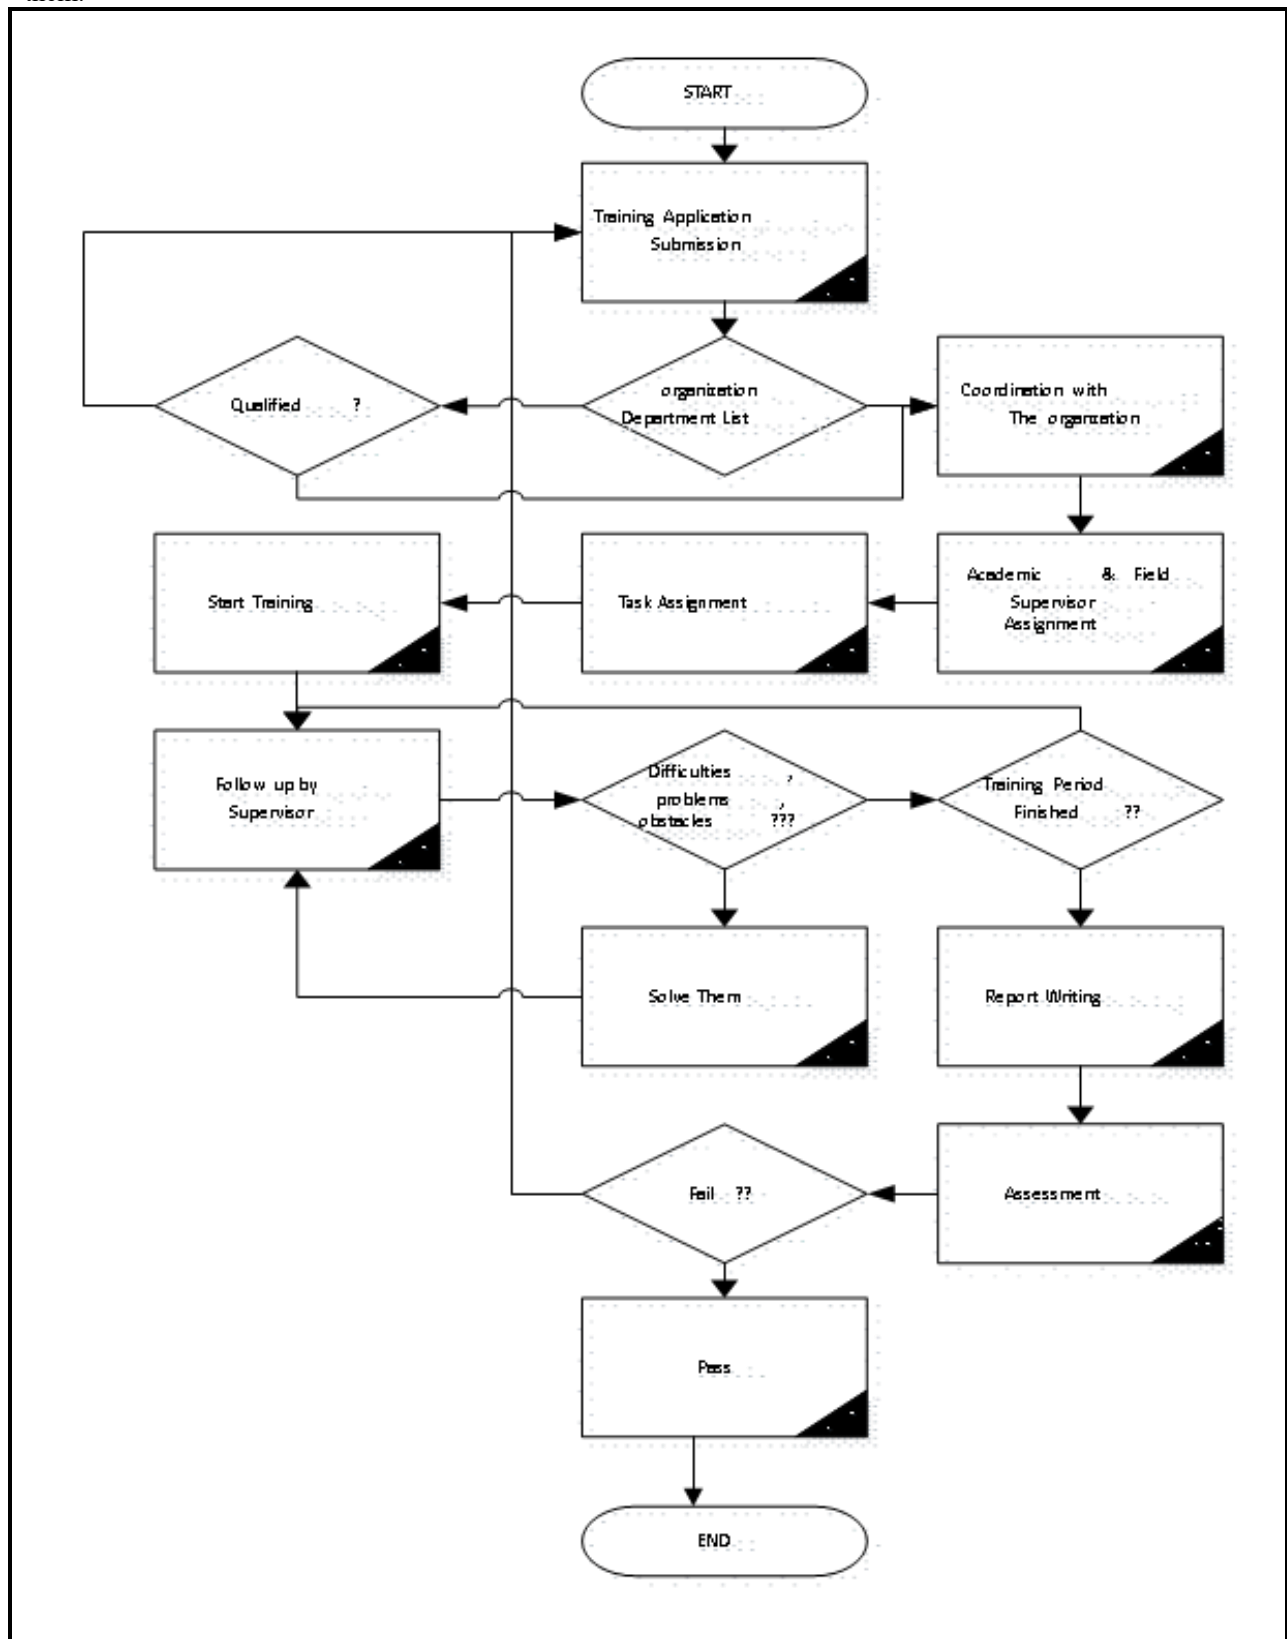 START
Training Application
Submission
Qualified ?
organization
Department List
Coordination with
The organization
Start Training
Task Assignment
Academic & Field
Supervisor
Assignment
Follow up by
Supervisor
Difficulties ,
problems ,
obstacles ???
Training Period
Finished ??
Solve Them
Report Writing
Fail ??
Assessment
Pass
END